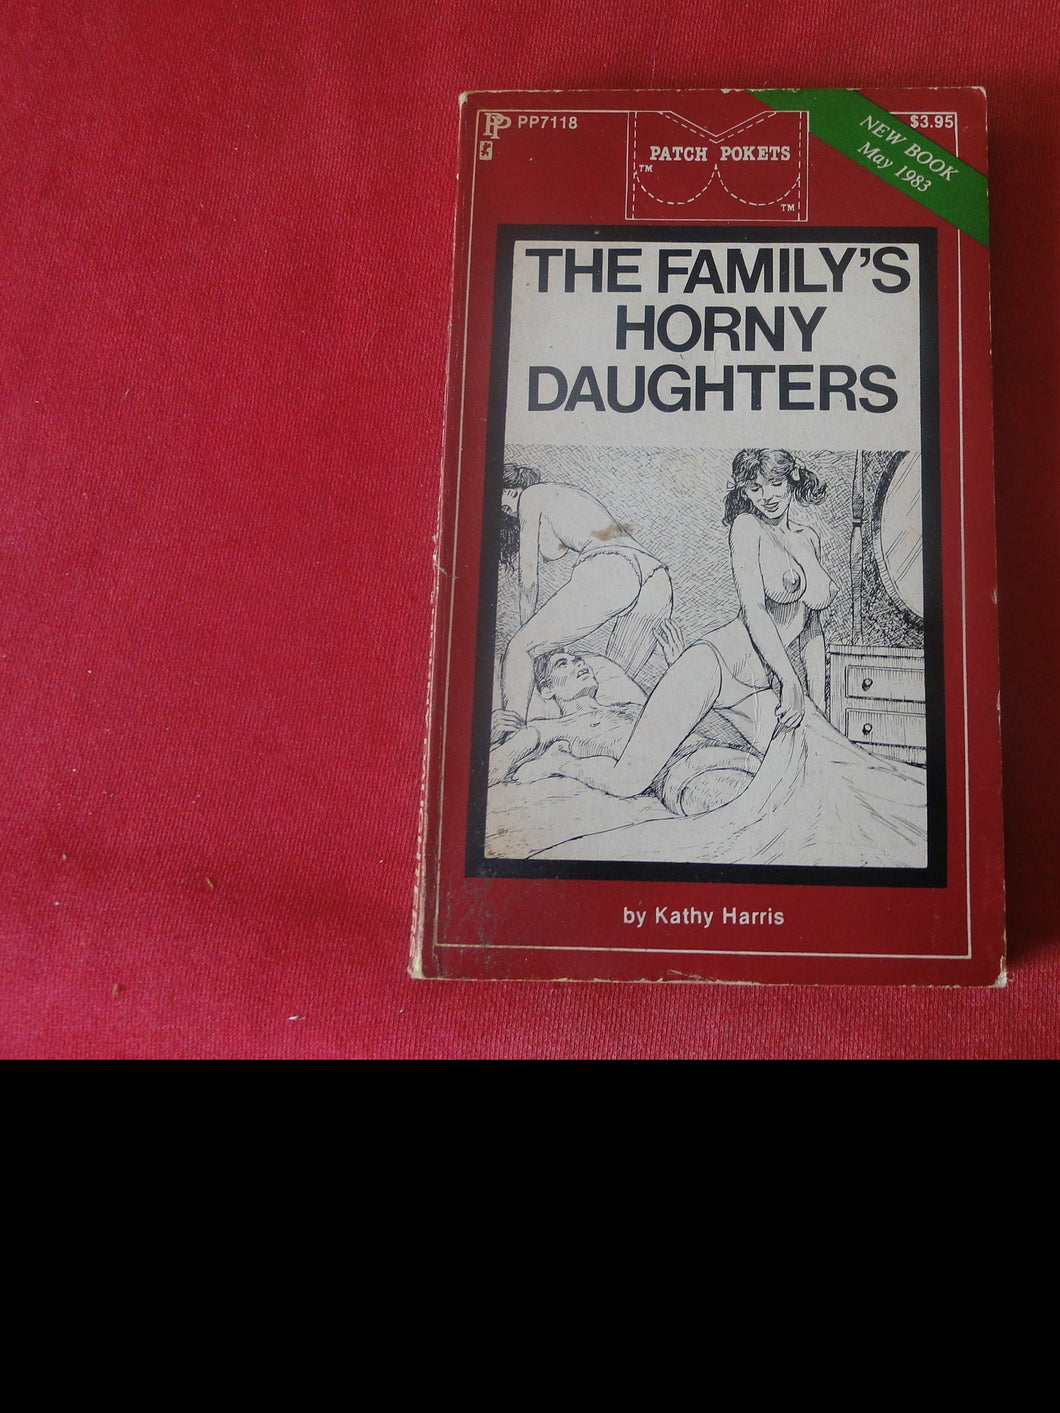 PP PP7118
$3.95
NEW BOOK
May 1983
PATCH POKETS
TM
TM
THE FAMILY'S
HORNY
DAUGHTERS
by Kathy Harris